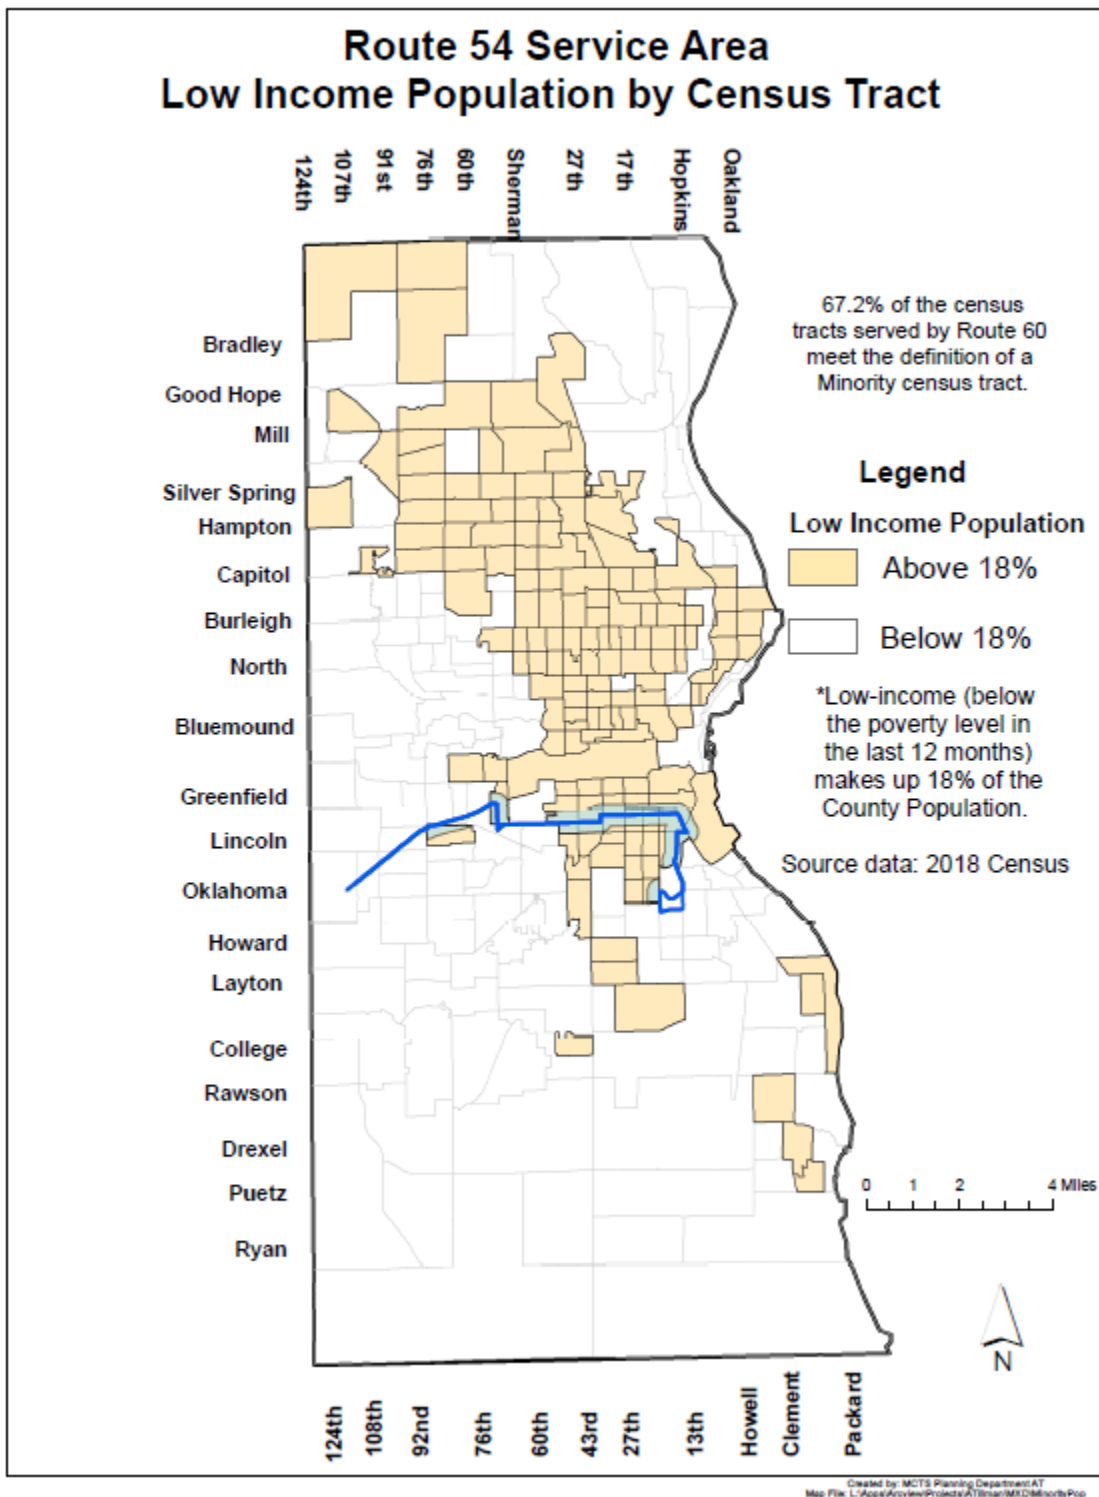 Route 54 Service Area
Low Income Population by Census Tract
124th
107th
91st
76th
60th
Sherman
27th
17th
Hopkins
Oakland
67.2% of the census
tracts served by Route 60
meet the definition of a
Minority census tract.
Bradley
Good Hope
Mill
Silver Spring
Hampton
Capitol
Burleigh
North
Bluemound
Greenfield
Lincoln
Oklahoma
Howard
Layton
College
Rawson
Drexel
Puetz
Ryan
Legend
Low Income Population
Above 18%
Below 18%
*Low-income (below
the poverty level in
the last 12 months)
makes up 18% of the
County Population.
Source data: 2018 Census
0 1 2 4 Miles
N
124th
108th
92nd
76th
60th
43rd
27th
13th
Howell
Clement
Packard
Created by: MCTS Planning Department AT